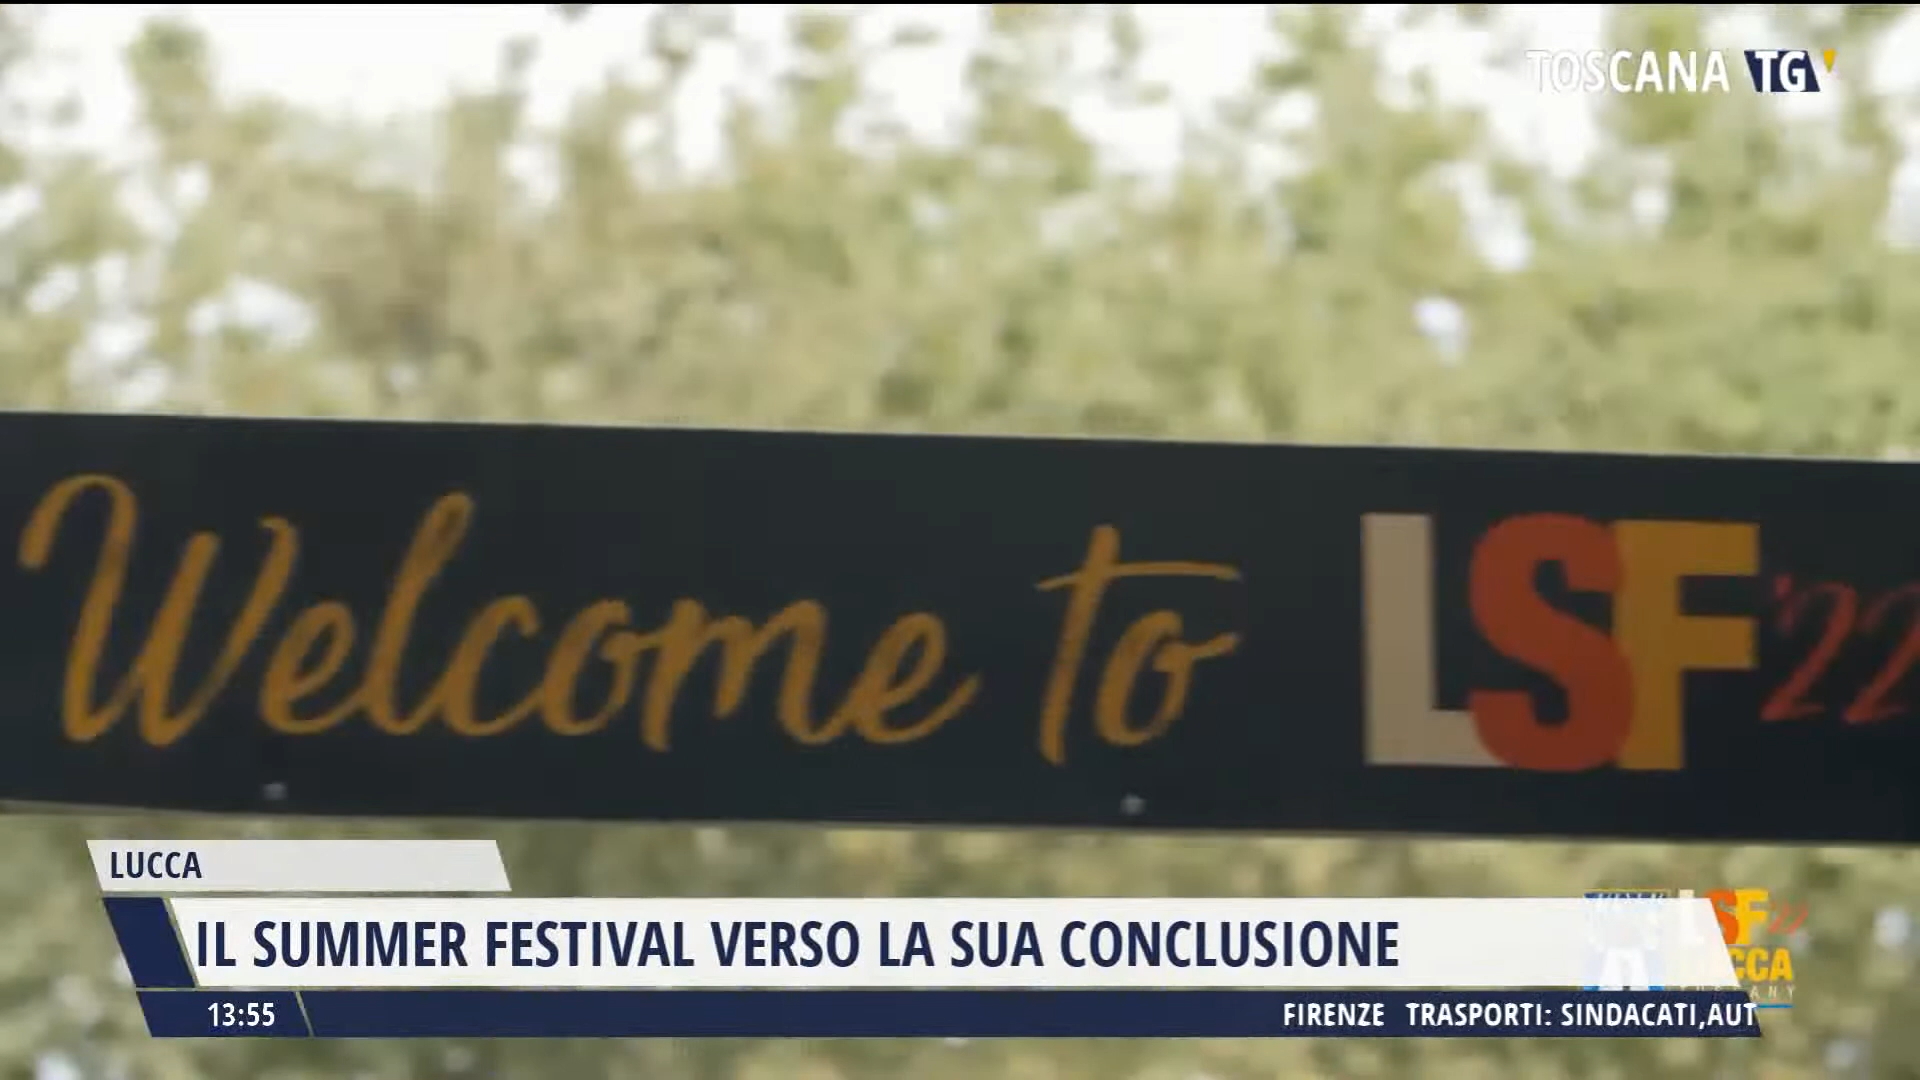 TOSCANA TG
Welcome to LSF '22
LUCCA
IL SUMMER FESTIVAL VERSO LA SUA CONCLUSIONE
13:55
FIRENZE TRASPORTI: SINDACATI,AUT